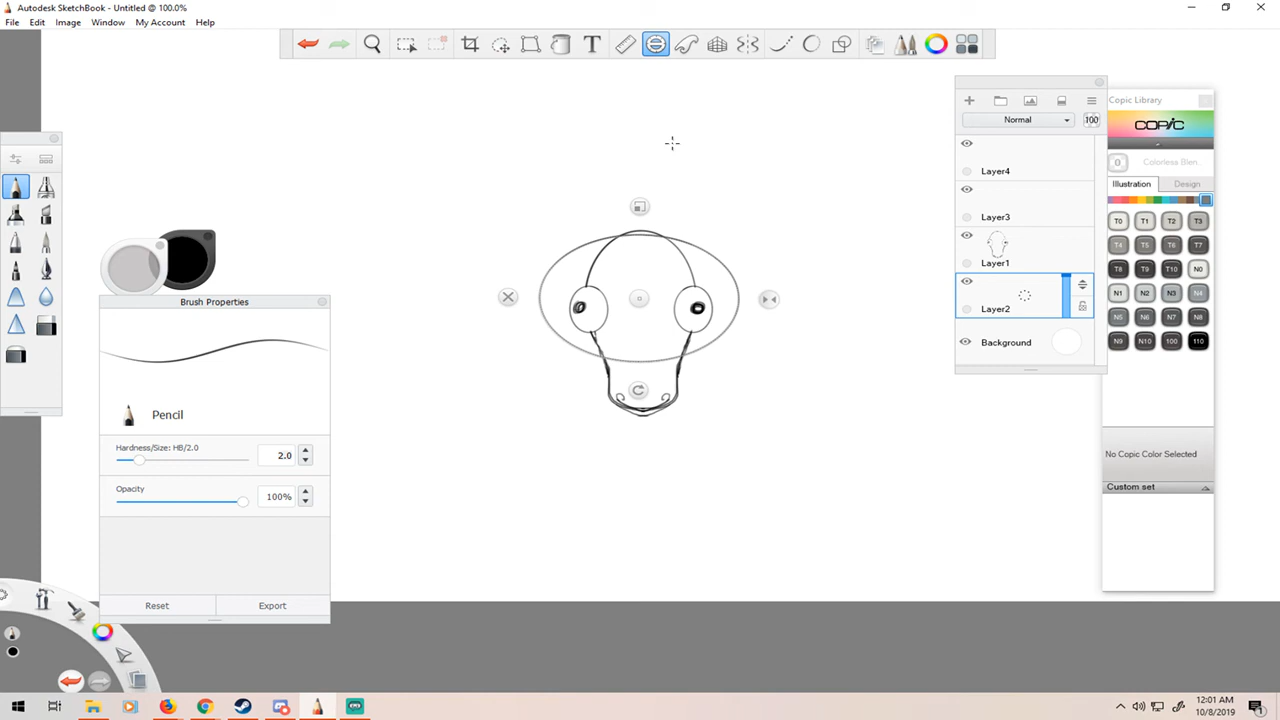 Autodesk SketchBook - Untitled @ 100.0%
File Edit Image Window My Account Help
T
Normal 100
Layer4
Layer3
Layer1
Layer2
Background
Copic Library
COPIC
0 Colorless Blen...
Illustration Design
T0 T1 T2 T3
T4 T5 T6 T7
T8 T9 T10 N0
N1 N2 N3 N4
N5 N6 N7 N8
N9 N10 100 110
No Copic Color Selected
Custom set
Brush Properties
Pencil
Hardness/Size: HB/2.0
2.0
Opacity
100%
Reset Export
12:01 AM
10/8/2019
1